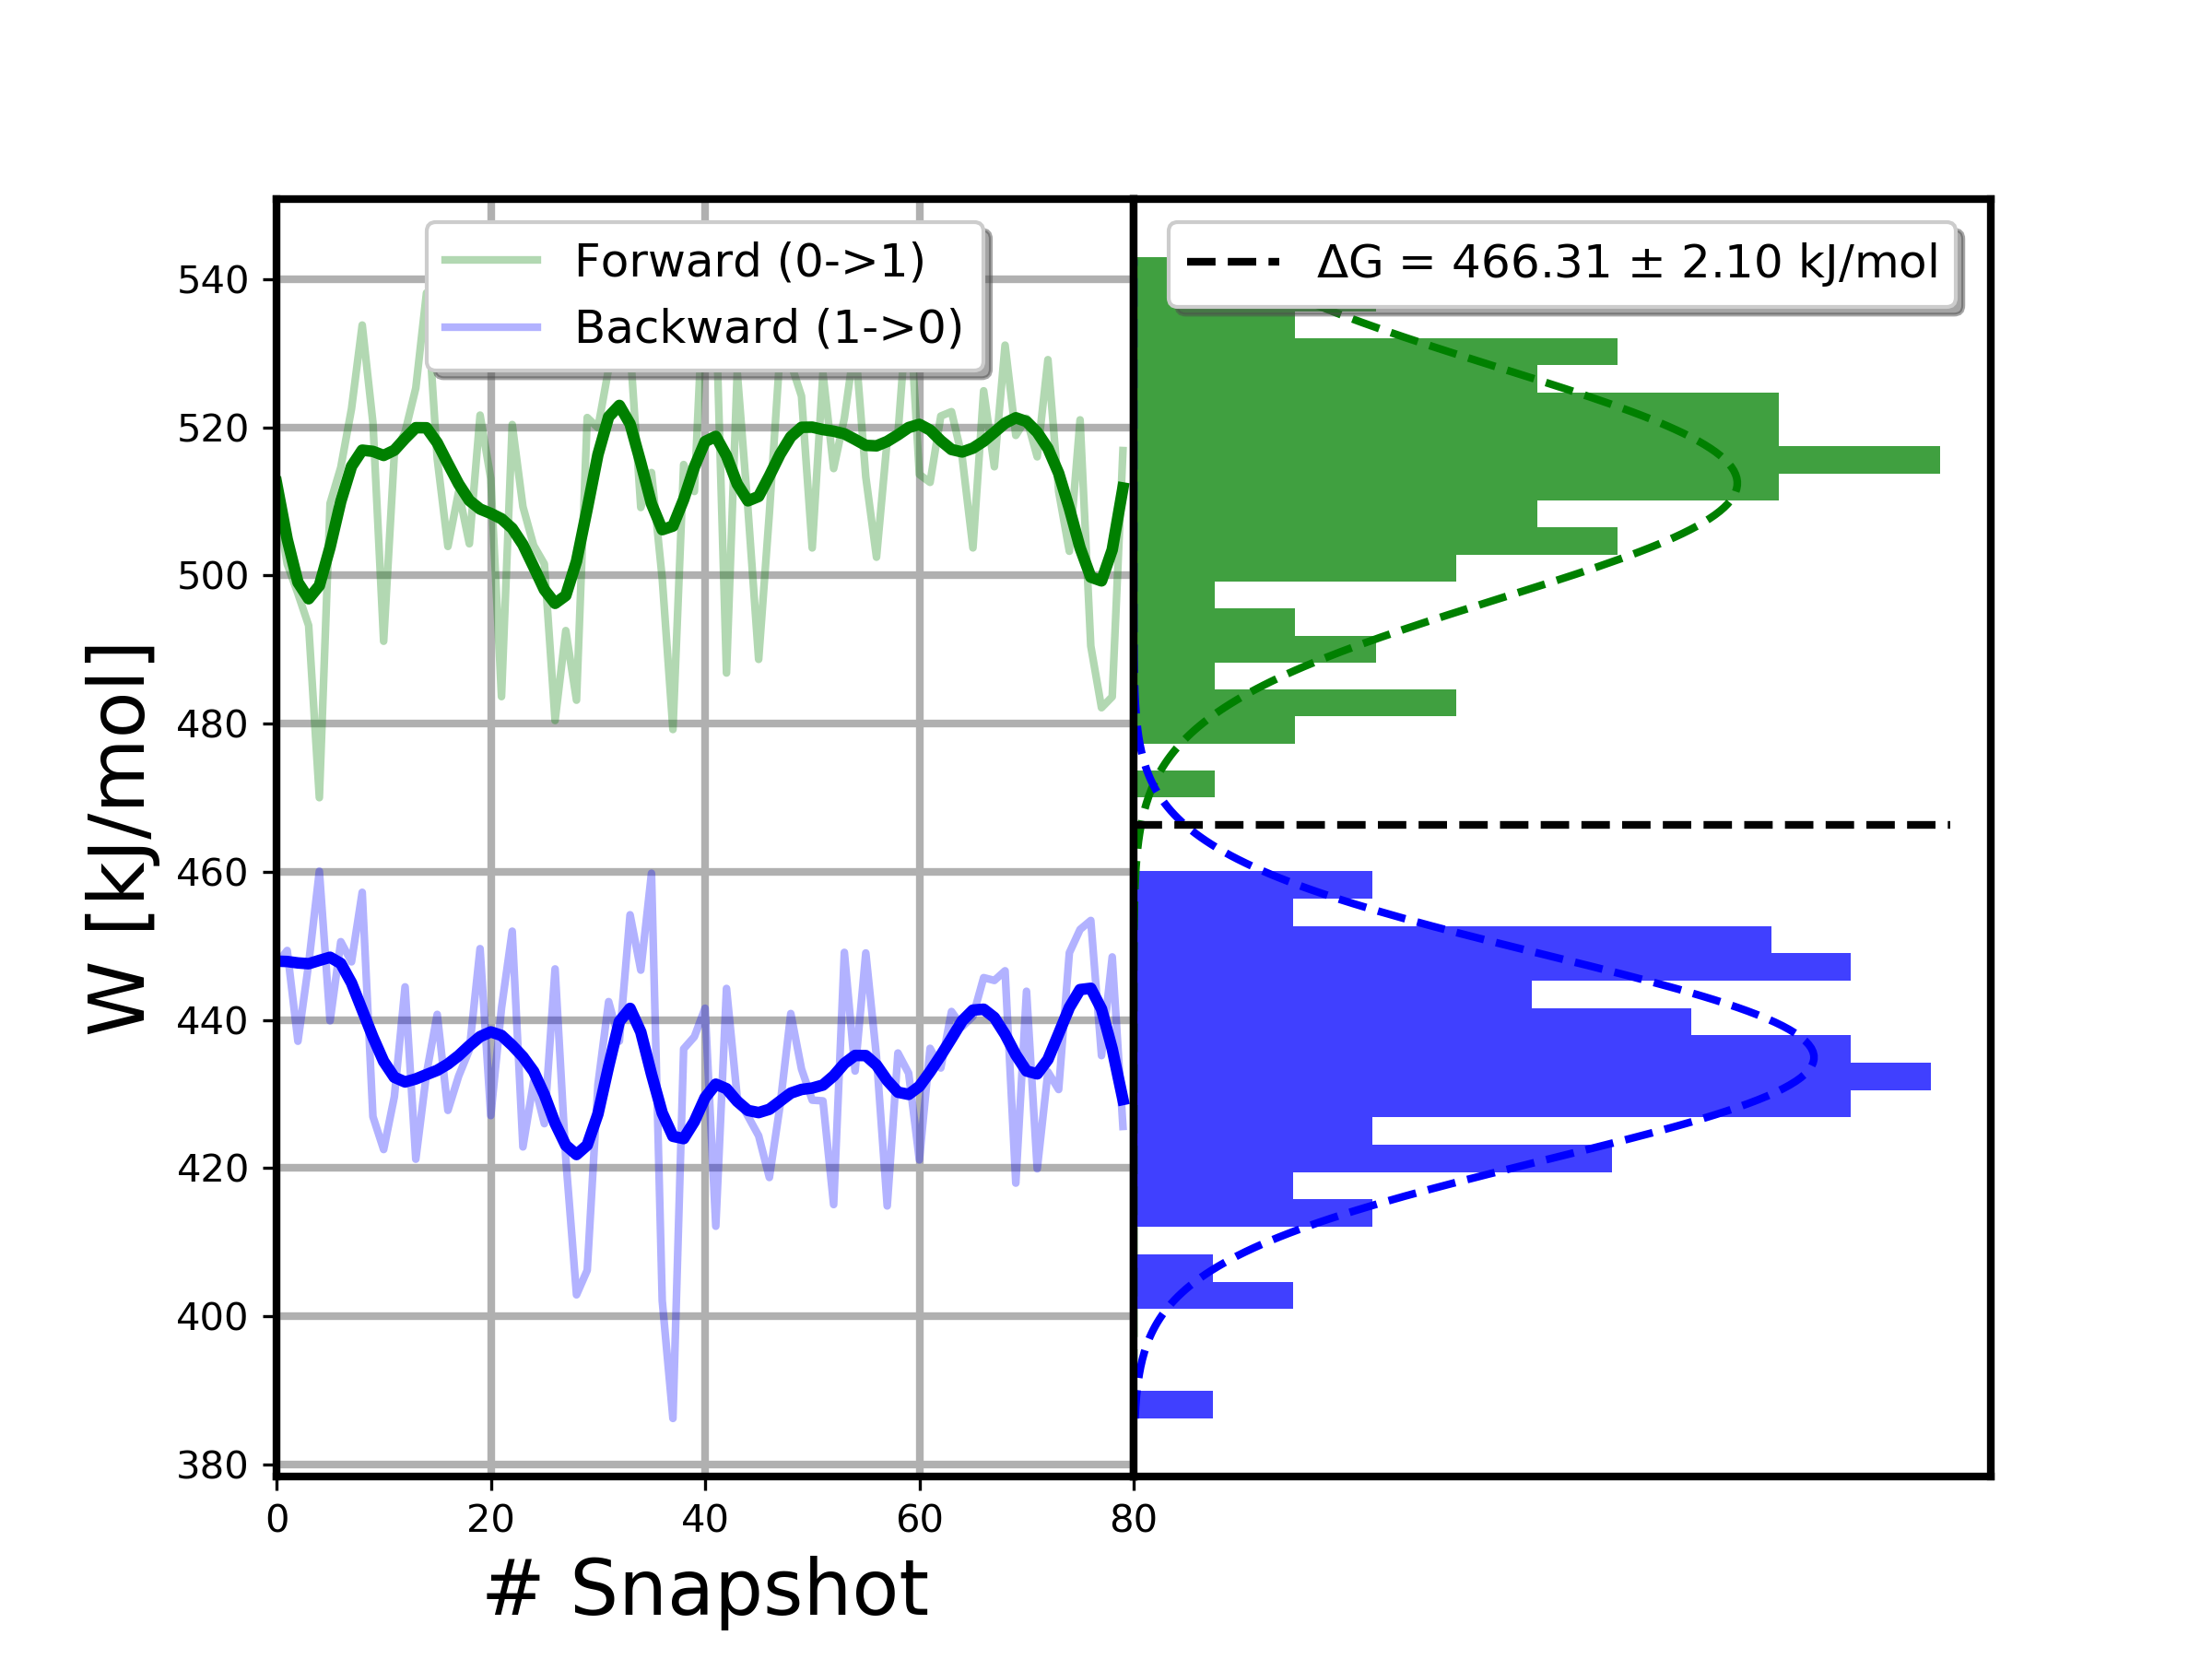 Forward (0->1)
Backward (1->0)
ΔG = 466.31 ± 2.10 kJ/mol
W [kJ/mol]
540
520
500
480
460
440
420
400
380
0 20 40 60 80
# Snapshot